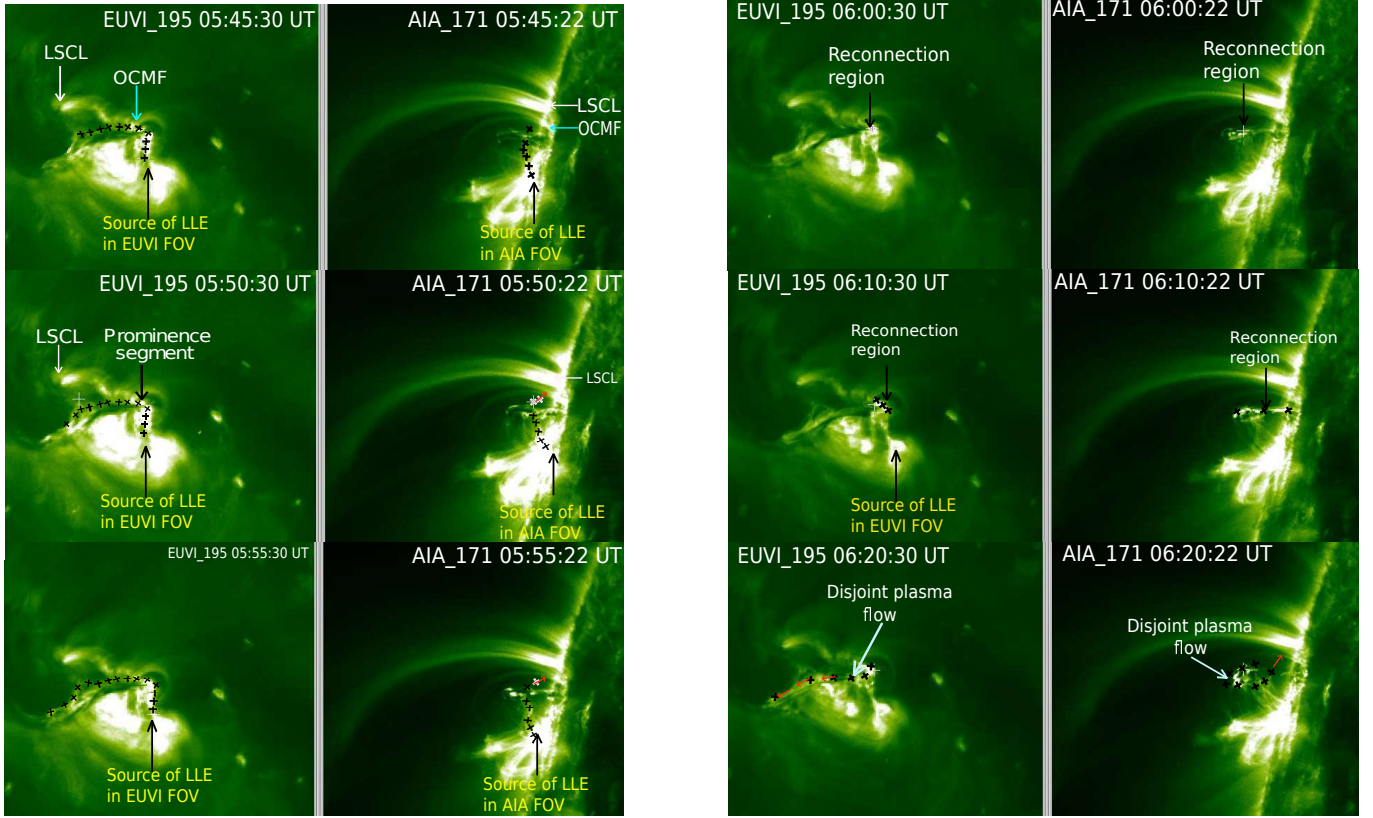 EUVI_195 05:45:30 UT
LSCL
OCMF
Source of LLE
in EUVI FOV
AIA_171 05:45:22 UT
LSCL
OCMF
Source of LLE
in AIA FOV
EUVI_195 06:00:30 UT
Reconnection
region
AIA_171 06:00:22 UT
Reconnection
region
EUVI_195 05:50:30 UT
LSCL
Prominence
segment
Source of LLE
in EUVI FOV
AIA_171 05:50:22 UT
LSCL
Source of LLE
in AIA FOV
EUVI_195 06:10:30 UT
Reconnection
region
Source of LLE
in EUVI FOV
AIA_171 06:10:22 UT
Reconnection
region
EUVI_195 05:55:30 UT
Source of LLE
in EUVI FOV
AIA_171 05:55:22 UT
Source of LLE
in AIA FOV
EUVI_195 06:20:30 UT
Disjoint plasma
flow
AIA_171 06:20:22 UT
Disjoint plasma
flow